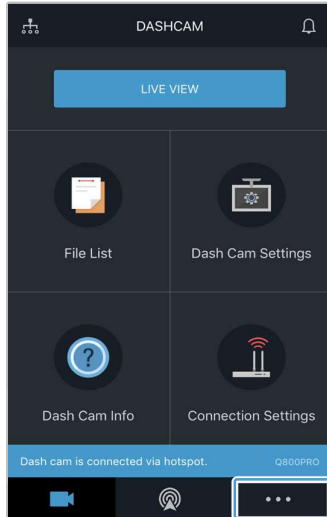 DASHCAM
LIVE VIEW
File List
Dash Cam Settings
?
Dash Cam Info
Connection Settings
Dash cam is connected via hotspot.
Q800PRO